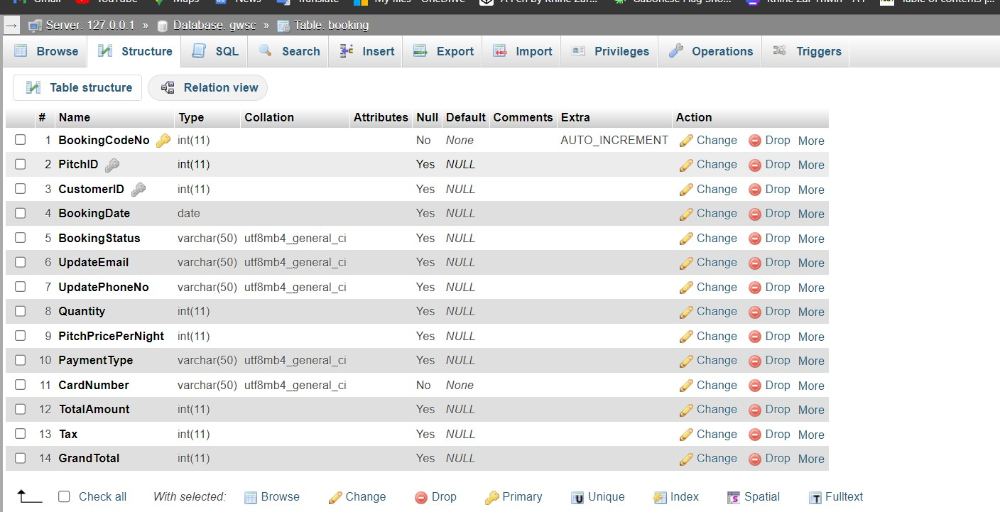 Gmail YouTube Maps News Translate My files - OneDrive A Pen by Khine Zar... Gabonese Flag Sho... Khine Zar Thwin - A I Table of contents |...
→ Server: 127.0.0.1 » Database: gwsc » Table: booking
Browse Structure SQL Search Insert Export Import Privileges Operations Triggers
Table structure Relation view
# Name Type Collation Attributes Null Default Comments Extra Action
1 BookingCodeNo int(11) No None AUTO_INCREMENT Change Drop More
2 PitchID int(11) Yes NULL Change Drop More
3 CustomerID int(11) Yes NULL Change Drop More
4 BookingDate date Yes NULL Change Drop More
5 BookingStatus varchar(50) utf8mb4_general_ci Yes NULL Change Drop More
6 UpdateEmail varchar(50) utf8mb4_general_ci Yes NULL Change Drop More
7 UpdatePhoneNo varchar(50) utf8mb4_general_ci Yes NULL Change Drop More
8 Quantity int(11) Yes NULL Change Drop More
9 PitchPricePerNight int(11) Yes NULL Change Drop More
10 PaymentType varchar(50) utf8mb4_general_ci Yes NULL Change Drop More
11 CardNumber varchar(50) utf8mb4_general_ci No None Change Drop More
12 TotalAmount int(11) Yes NULL Change Drop More
13 Tax int(11) Yes NULL Change Drop More
14 GrandTotal int(11) Yes NULL Change Drop More
Check all With selected: Browse Change Drop Primary Unique Index Spatial Fulltext